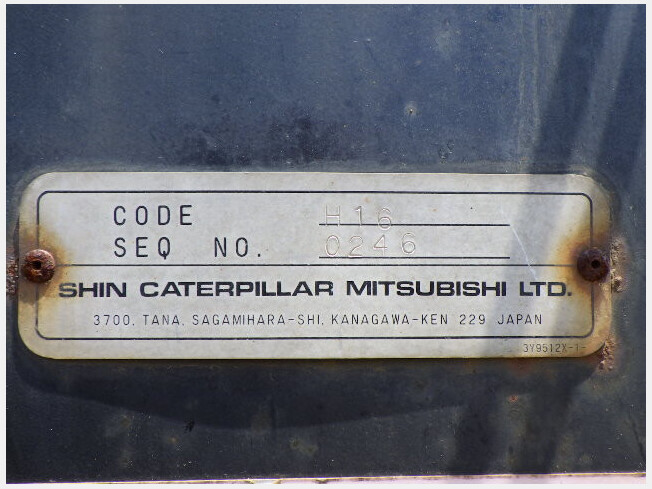 CODE H16
SEQ NO. 0246
SHIN CATERPILLAR MITSUBISHI LTD.
3700, TANA, SAGAMIHARA-SHI, KANAGAWA-KEN 229 JAPAN
3Y9512X-1-